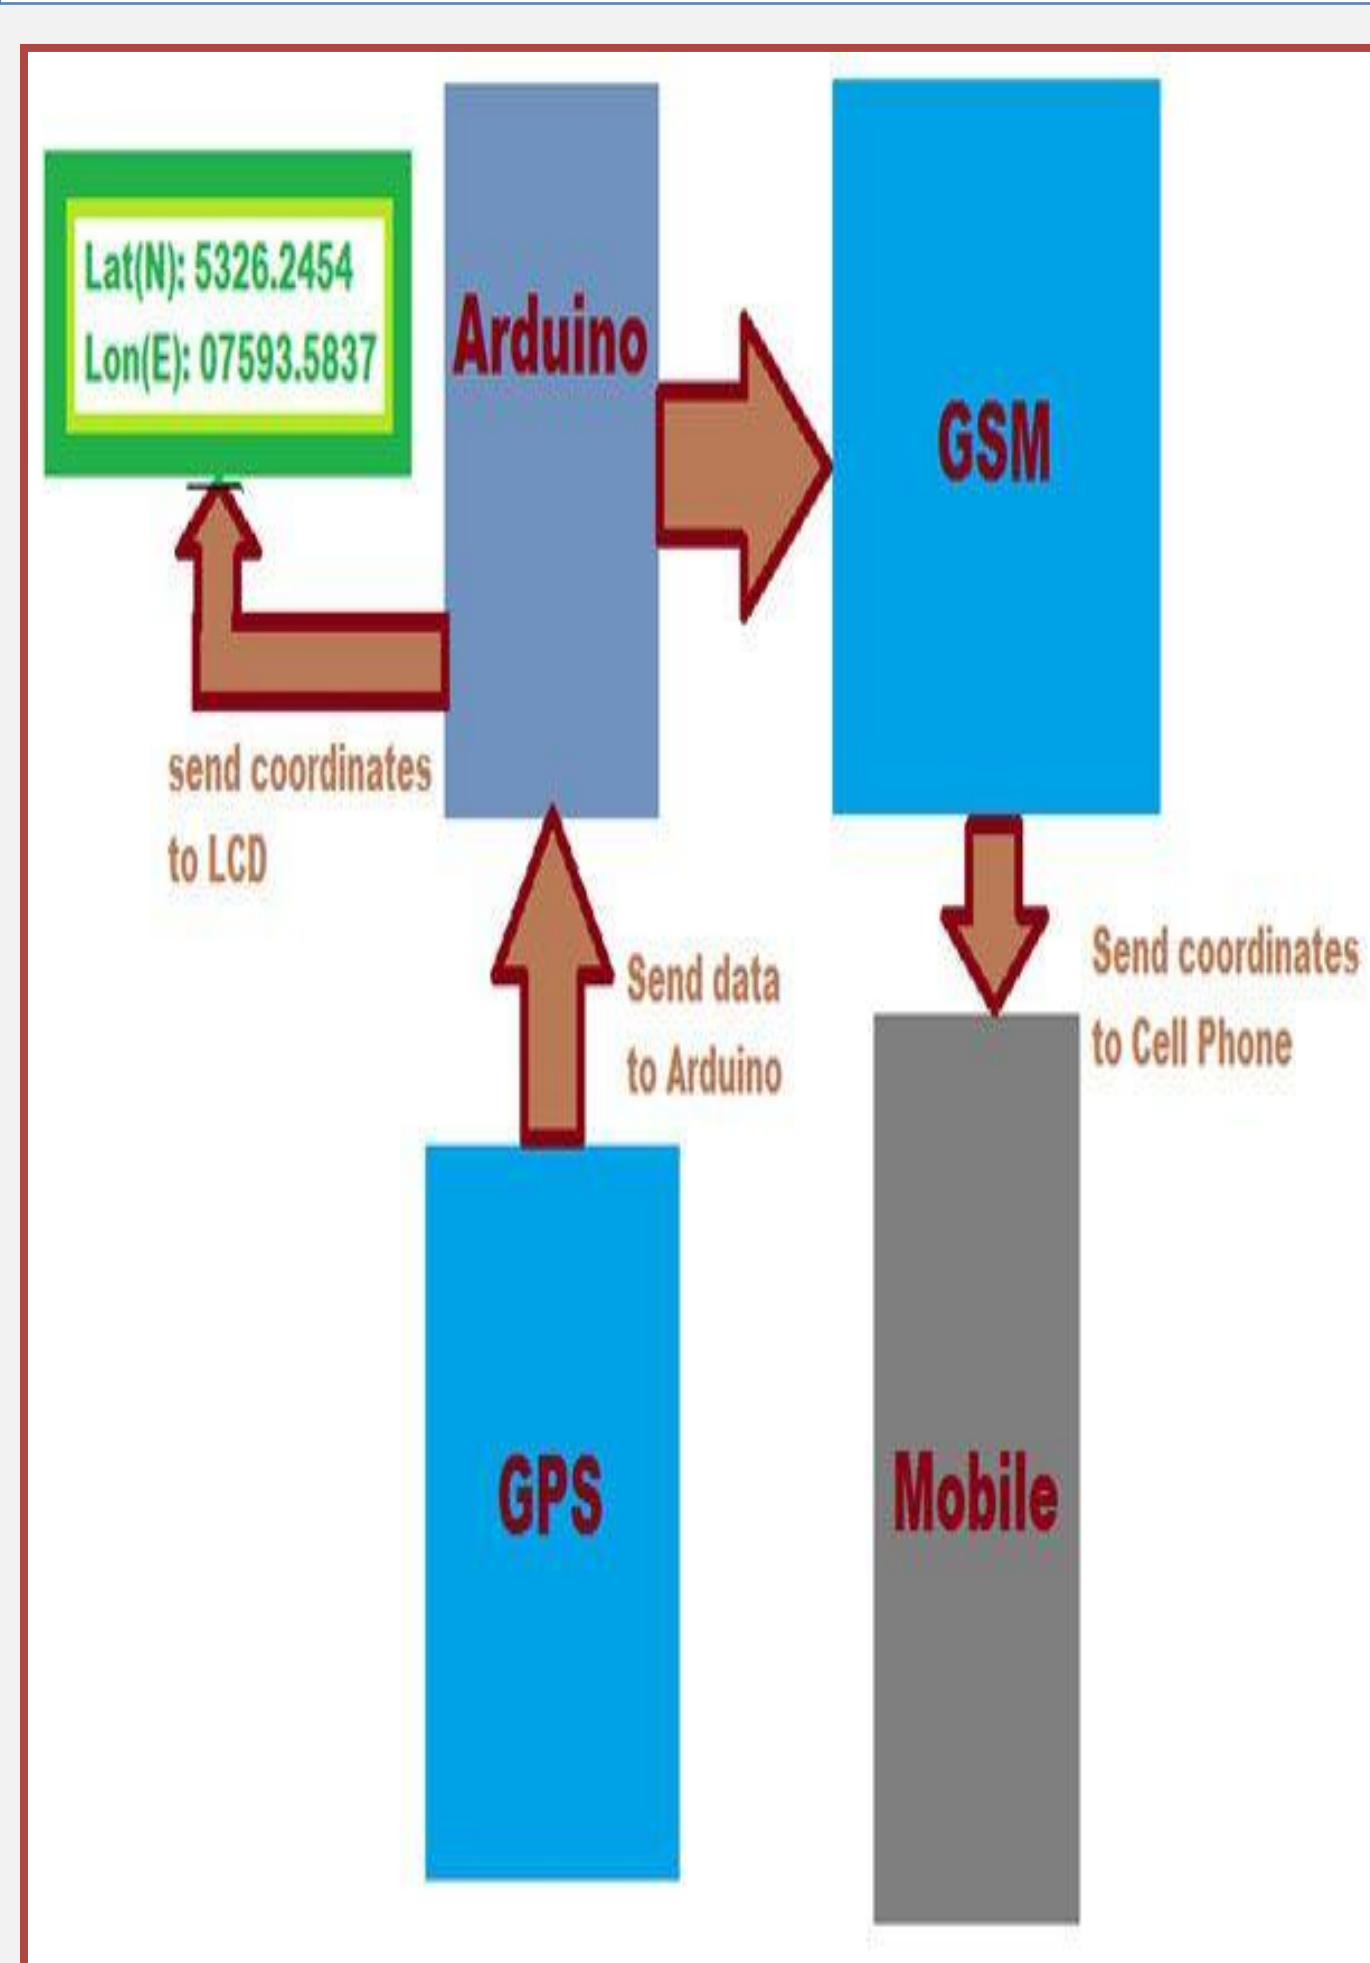 Lat(N): 5326.2454
Lon(E): 07593.5837
Arduino
GSM
send coordinates
to LCD
Send data
to Arduino
Send coordinates
to Cell Phone
GPS
Mobile